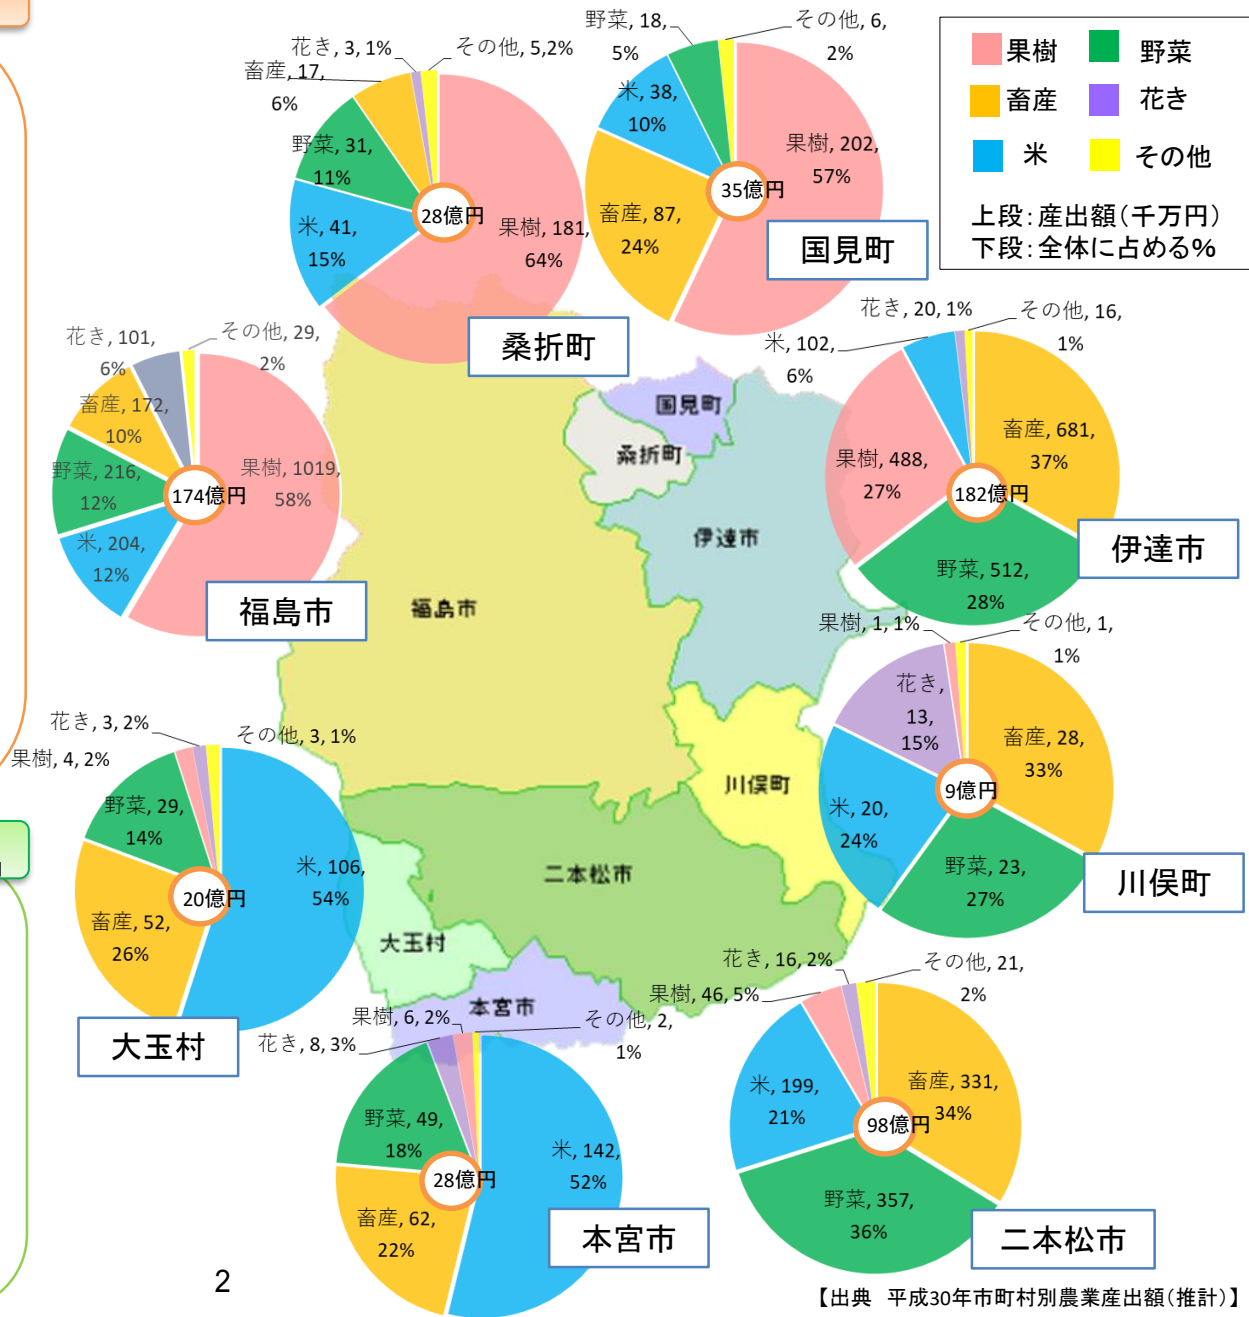 花き, 3, 1%
その他, 5,2%
畜産, 17,
6%
野菜, 31,
11%
米, 41,
15%
28億円
果樹, 181,
64%
桑折町
野菜, 18,
5%
その他, 6,
2%
米, 38,
10%
果樹, 202,
57%
35億円
畜産, 87,
24%
国見町
果樹
野菜
畜産
花き
米
その他
上段：産出額（千万円）
下段：全体に占める%
花き, 101,
6%
その他, 29,
2%
畜産, 172,
10%
野菜, 216,
12%
果樹, 1019,
58%
174億円
米, 204,
12%
福島市
花き, 20, 1%
その他, 16,
1%
米, 102,
6%
畜産, 681,
37%
果樹, 488,
27%
182億円
野菜, 512,
28%
伊達市
国見町
桑折町
伊達市
福島市
川俣町
二本松市
大玉村
本宮市
果樹, 1, 1%
その他, 1,
1%
花き,
13,
15%
畜産, 28,
33%
9億円
米, 20,
24%
野菜, 23,
27%
川俣町
花き, 3, 2%
その他, 3, 1%
果樹, 4, 2%
野菜, 29,
14%
米, 106,
54%
20億円
畜産, 52,
26%
大玉村
果樹, 6, 2%
その他, 2,
1%
花き, 8, 3%
野菜, 49,
18%
米, 142,
52%
28億円
畜産, 62,
22%
本宮市
花き, 16, 2%
その他, 21,
2%
果樹, 46, 5%
米, 199,
21%
畜産, 331,
34%
98億円
野菜, 357,
36%
二本松市
2
【出典　平成30年市町村別農業産出額（推計）】